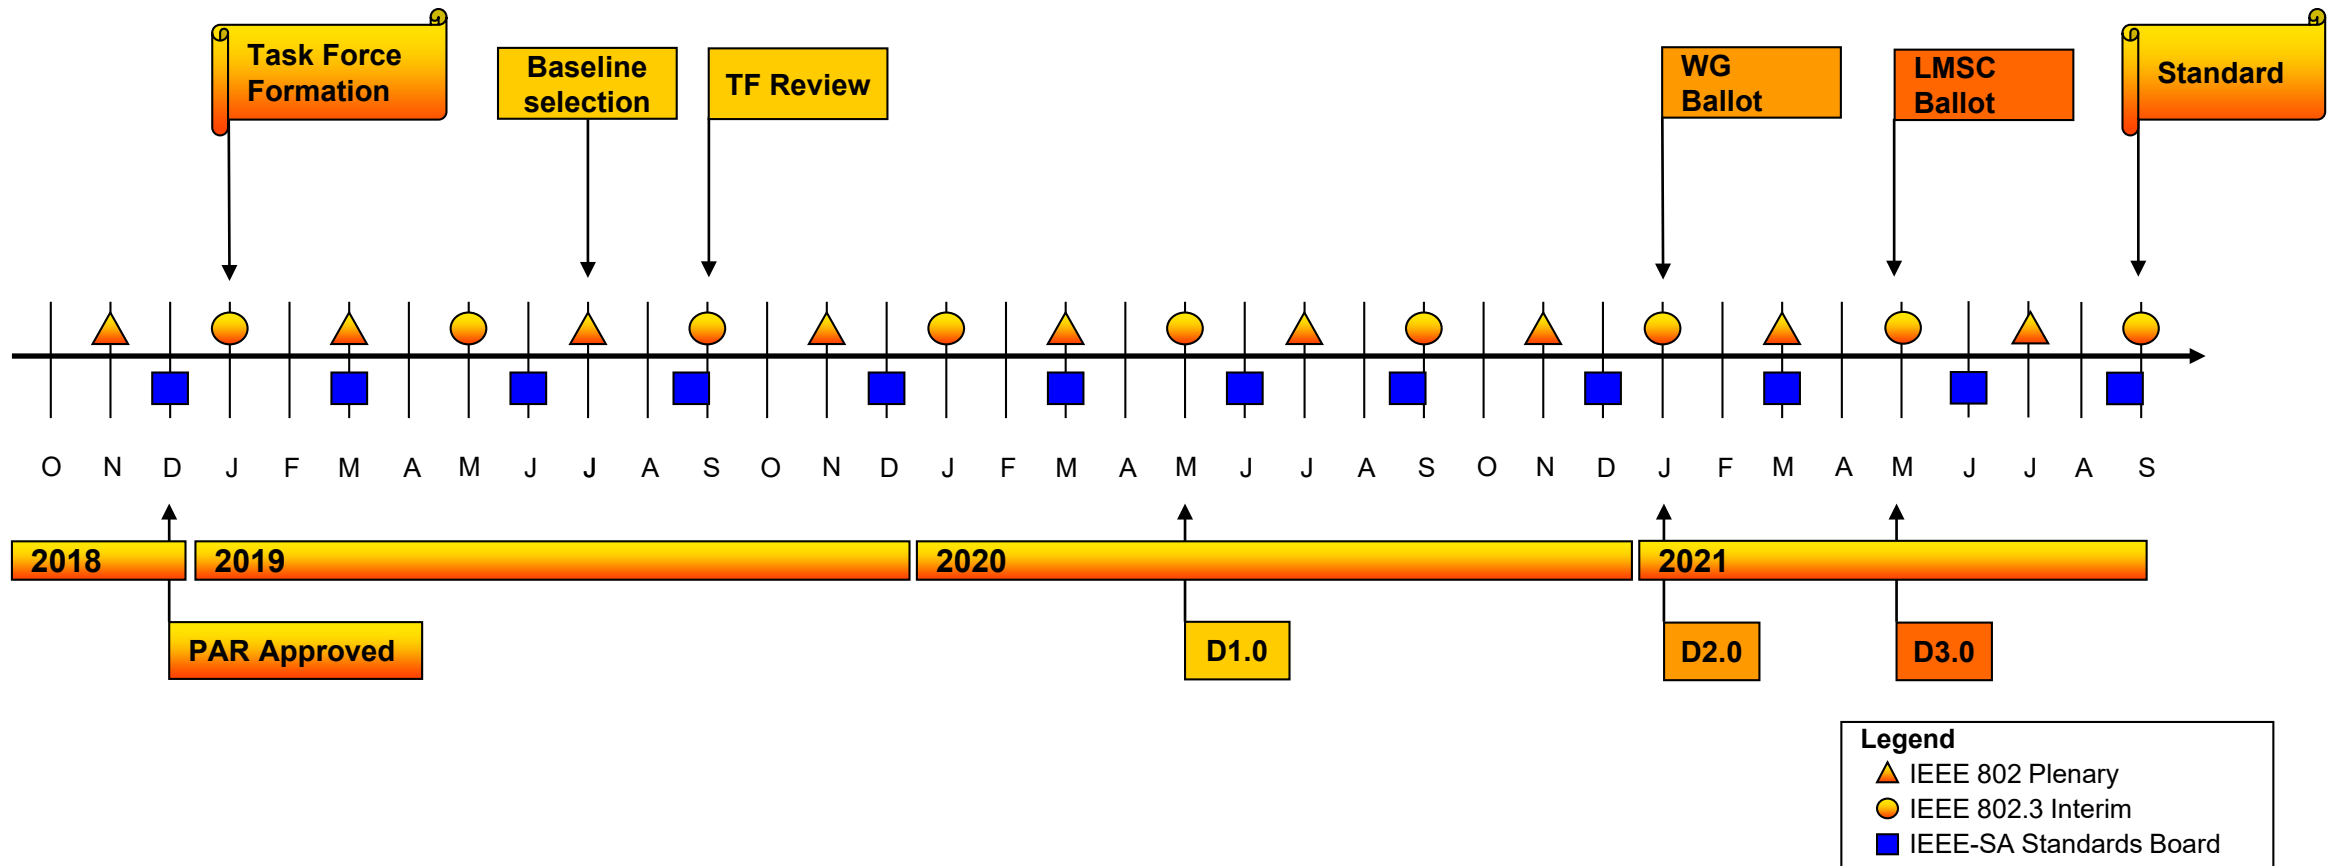 Task Force
Formation
Baseline
selection
TF Review
WG
Ballot
LMSC
Ballot
Standard
O N D J F M A M J J A S O N D J F M A M J J A S O N D J F M A M J J A S
2018
2019
2020
2021
PAR Approved
D1.0
D2.0
D3.0
Legend
IEEE 802 Plenary
IEEE 802.3 Interim
IEEE-SA Standards Board